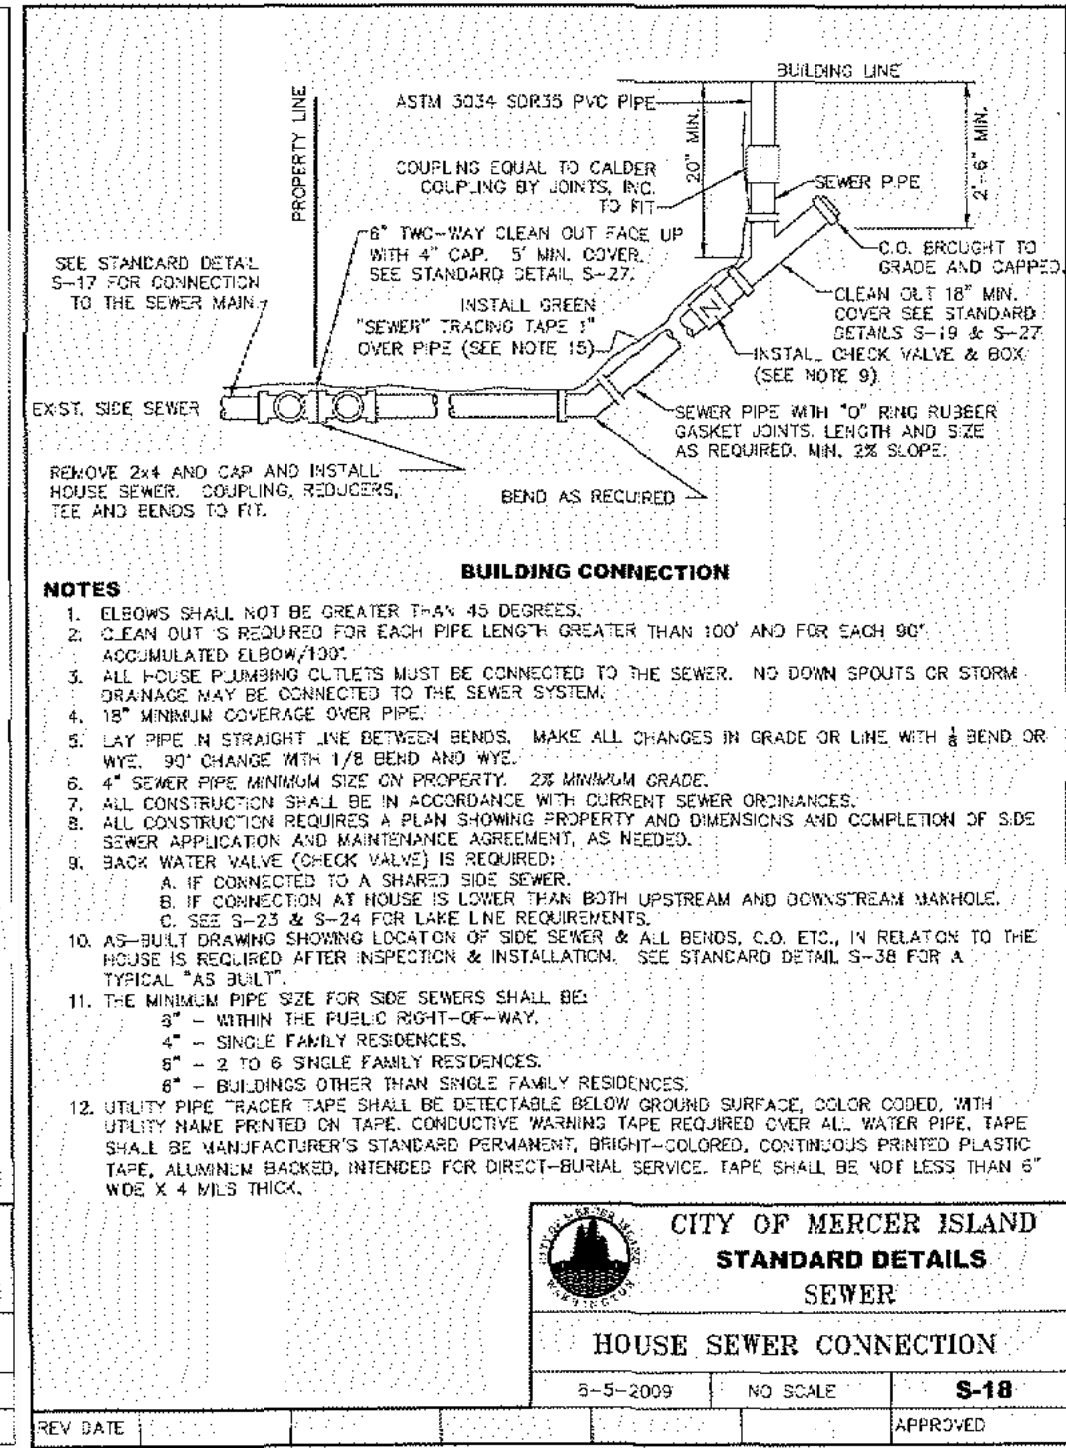 BUILDING LINE
PROPERTY LINE
ASTM 3034 SDR35 PVC PIPE
20" MIN.
2'-6" MIN.
COUPLING EQUAL TO CALDER
COUPLING BY JOINTS, INC.
TO FIT
SEWER PIPE
6" TWO-WAY CLEAN OUT FACE UP
WITH 4" CAP. 5' MIN. COVER.
SEE STANDARD DETAIL S-27.
C.O. BROUGHT TO
GRADE AND CAPPED.
SEE STANDARD DETAIL
S-17 FOR CONNECTION
TO THE SEWER MAIN
CLEAN OUT 18" MIN.
COVER SEE STANDARD
DETAILS S-19 & S-27
INSTALL GREEN
"SEWER" TRACING TAPE 1"
OVER PIPE (SEE NOTE 15)
INSTALL CHECK VALVE & BOX
(SEE NOTE 9)
EXIST. SIDE SEWER
SEWER PIPE WITH "O" RING RUBBER
GASKET JOINTS. LENGTH AND SIZE
AS REQUIRED. MIN. 2% SLOPE.
REMOVE 2x4 AND CAP AND INSTALL
HOUSE SEWER. COUPLING, REDUCERS,
TEE AND BENDS TO FIT.
BEND AS REQUIRED
BUILDING CONNECTION
NOTES
1. ELBOWS SHALL NOT BE GREATER THAN 45 DEGREES.
2. CLEAN OUT IS REQUIRED FOR EACH PIPE LENGTH GREATER THAN 100' AND FOR EACH 90°
ACCUMULATED ELBOW/100'.
3. ALL HOUSE PLUMBING OUTLETS MUST BE CONNECTED TO THE SEWER. NO DOWN SPOUTS OR STORM
DRAINAGE MAY BE CONNECTED TO THE SEWER SYSTEM.
4. 18" MINIMUM COVERAGE OVER PIPE.
5. LAY PIPE IN STRAIGHT LINE BETWEEN BENDS. MAKE ALL CHANGES IN GRADE OR LINE WITH 1/8 BEND OR
WYE. 90° CHANGE WITH 1/8 BEND AND WYE.
6. 4" SEWER PIPE MINIMUM SIZE ON PROPERTY. 2% MINIMUM GRADE.
7. ALL CONSTRUCTION SHALL BE IN ACCORDANCE WITH CURRENT SEWER ORDINANCES.
8. ALL CONSTRUCTION REQUIRES A PLAN SHOWING PROPERTY AND DIMENSIONS AND COMPLETION OF SIDE
SEWER APPLICATION AND MAINTENANCE AGREEMENT, AS NEEDED.
9. BACK WATER VALVE (CHECK VALVE) IS REQUIRED:
A. IF CONNECTED TO A SHARED SIDE SEWER.
B. IF CONNECTION AT HOUSE IS LOWER THAN BOTH UPSTREAM AND DOWNSTREAM MANHOLE.
C. SEE S-23 & S-24 FOR LAKE LINE REQUIREMENTS.
10. AS-BUILT DRAWING SHOWING LOCATON OF SIDE SEWER & ALL BENDS, C.O. ETC., IN RELATON TO THE
HOUSE IS REQUIRED AFTER INSPECTION & INSTALLATION. SEE STANDARD DETAIL S-38 FOR A
TYPICAL "AS BUILT".
11. THE MINIMUM PIPE SIZE FOR SIDE SEWERS SHALL BE:
- WITHIN THE PUBLIC RIGHT-OF-WAY.
4" - SINGLE FAMILY RESIDENCES.
- 2 TO 6 SINGLE FAMILY RESIDENCES.
6" - BUILDINGS OTHER THAN SINGLE FAMILY RESIDENCES.
12. UTILITY PIPE TRACER TAPE SHALL BE DETECTABLE BELOW GROUND SURFACE, COLOR CODED, WITH
UTILITY NAME PRINTED ON TAPE. CONDUCTIVE WARNING TAPE REQUIRED OVER ALL WATER PIPE. TAPE
SHALL BE MANUFACTURER'S STANDARD PERMANENT, BRIGHT-COLORED, CONTINUOUS PRINTED PLASTIC
TAPE, ALUMINUM BACKED, INTENDED FOR DIRECT-BURIAL SERVICE. TAPE SHALL BE NOT LESS THAN 6"
WIDE X 4 MILS THICK.
CITY OF MERCER ISLAND
WASHINGTON
CITY OF MERCER ISLAND
STANDARD DETAILS
SEWER
HOUSE SEWER CONNECTION
NO SCALE
S-18
REV DATE
APPROVED